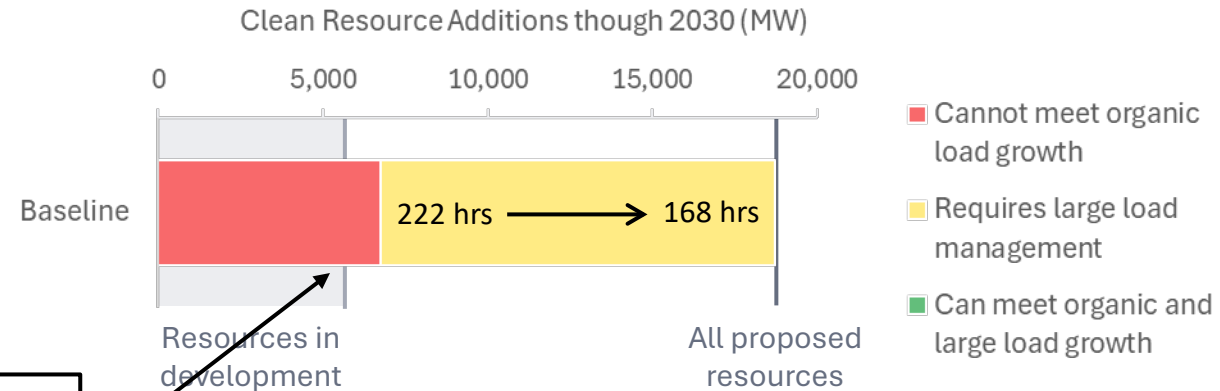 Clean Resource Additions though 2030 (MW)
0 5,000 10,000 15,000 20,000
Baseline
222 hrs 168 hrs
Resources in
development
All proposed
resources
Cannot meet organic
load growth
Requires large load
management
Can meet organic and
large load growth